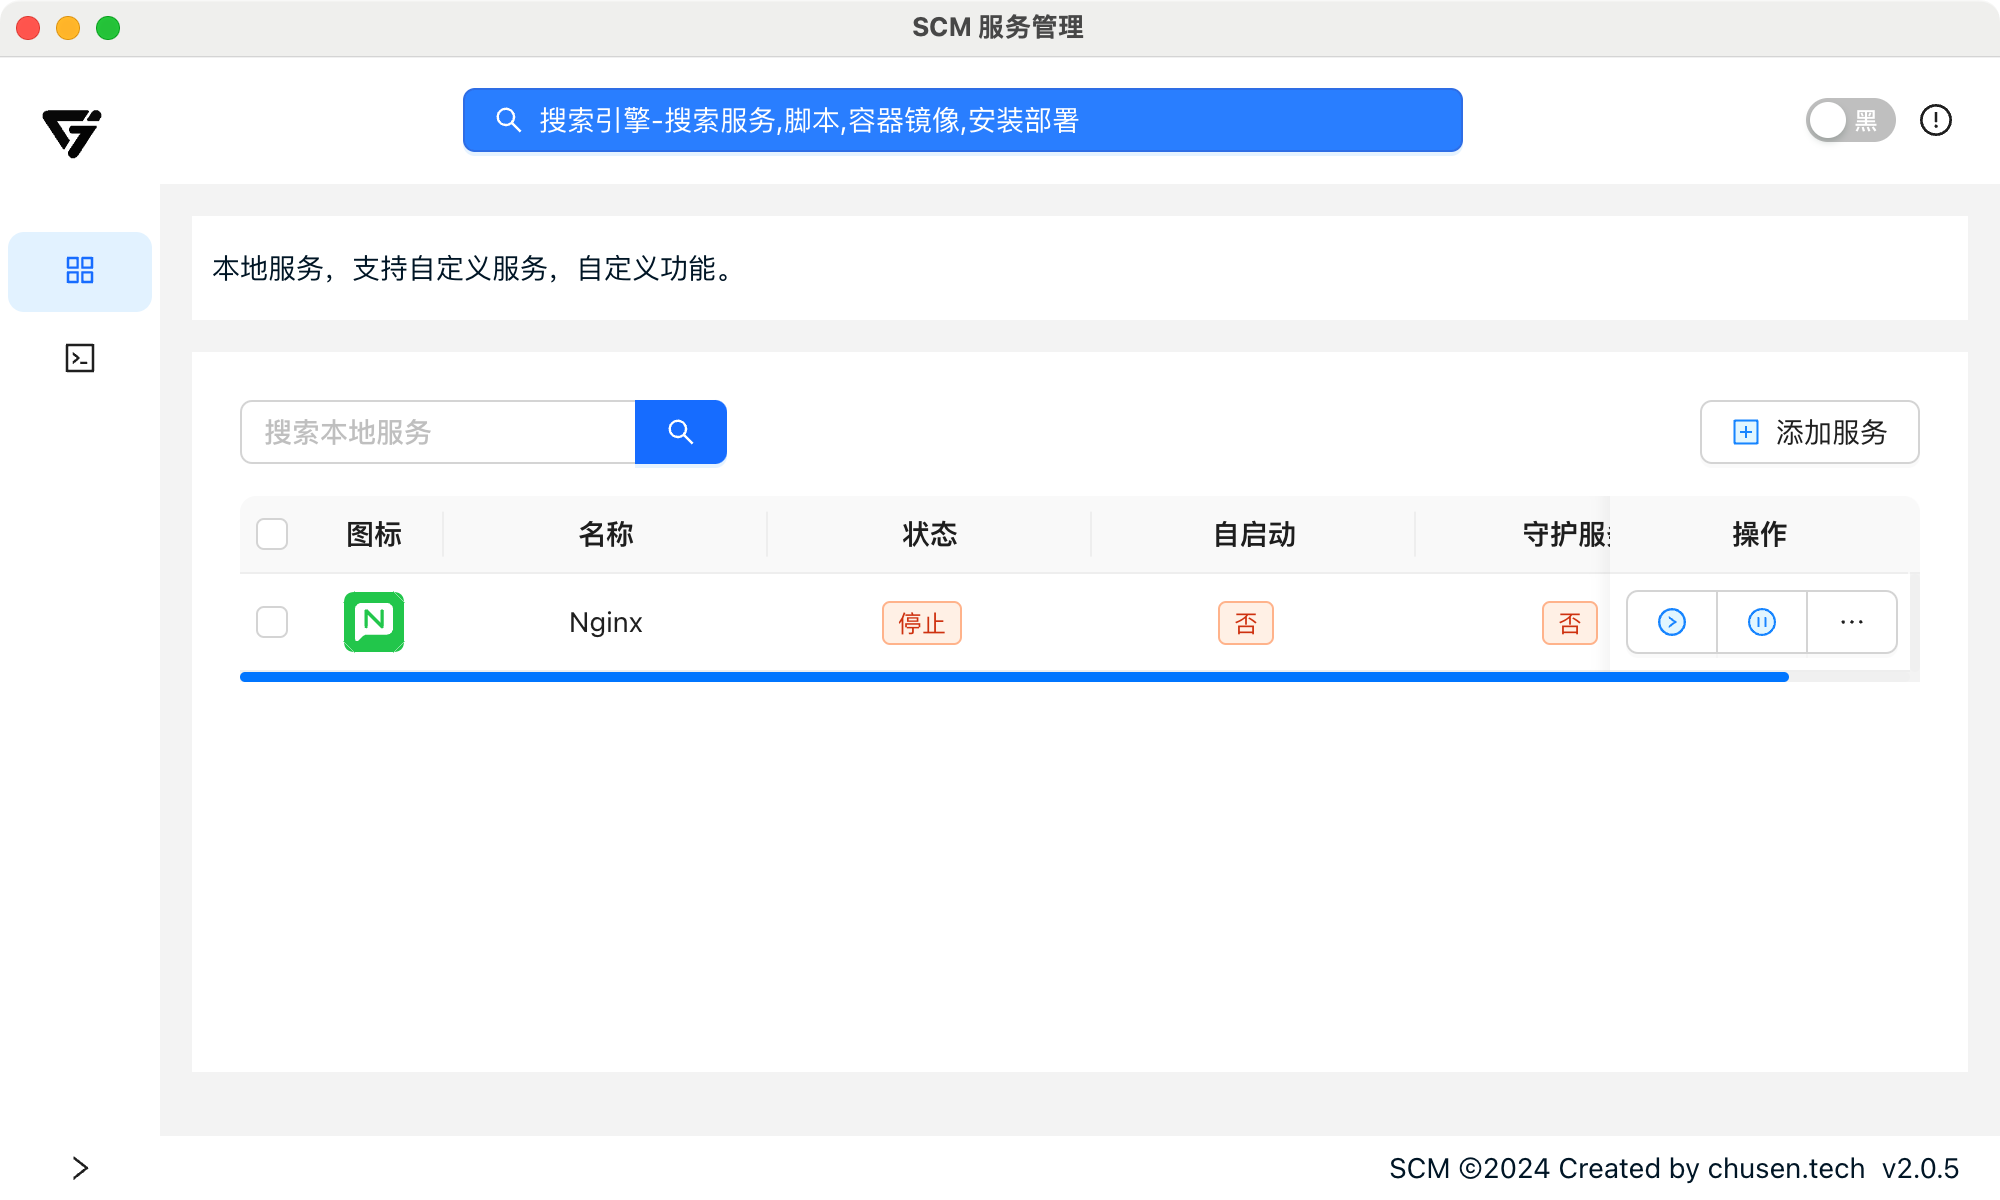 SCM 服务管理
搜索引擎-搜索服务,脚本,容器镜像,安装部署
黑
本地服务，支持自定义服务，自定义功能。
搜索本地服务
添加服务
图标 名称 状态 自启动 守护服 操作
Nginx 停止 否 否
SCM ©2024 Created by chusen.tech v2.0.5